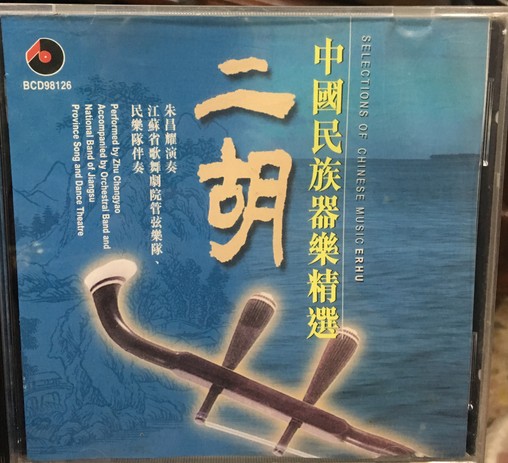 BCD98126
中國民族器樂精選
SELECTIONS OF CHINESE MUSIC ERHU
二胡
朱昌耀演奏
江蘇省歌舞劇院管弦樂隊、
民樂隊伴奏
Performed by Zhu Changyao
Accompanied by Orchestral Band and
National Band of Jiangsu
Province Song and Dance Theatre